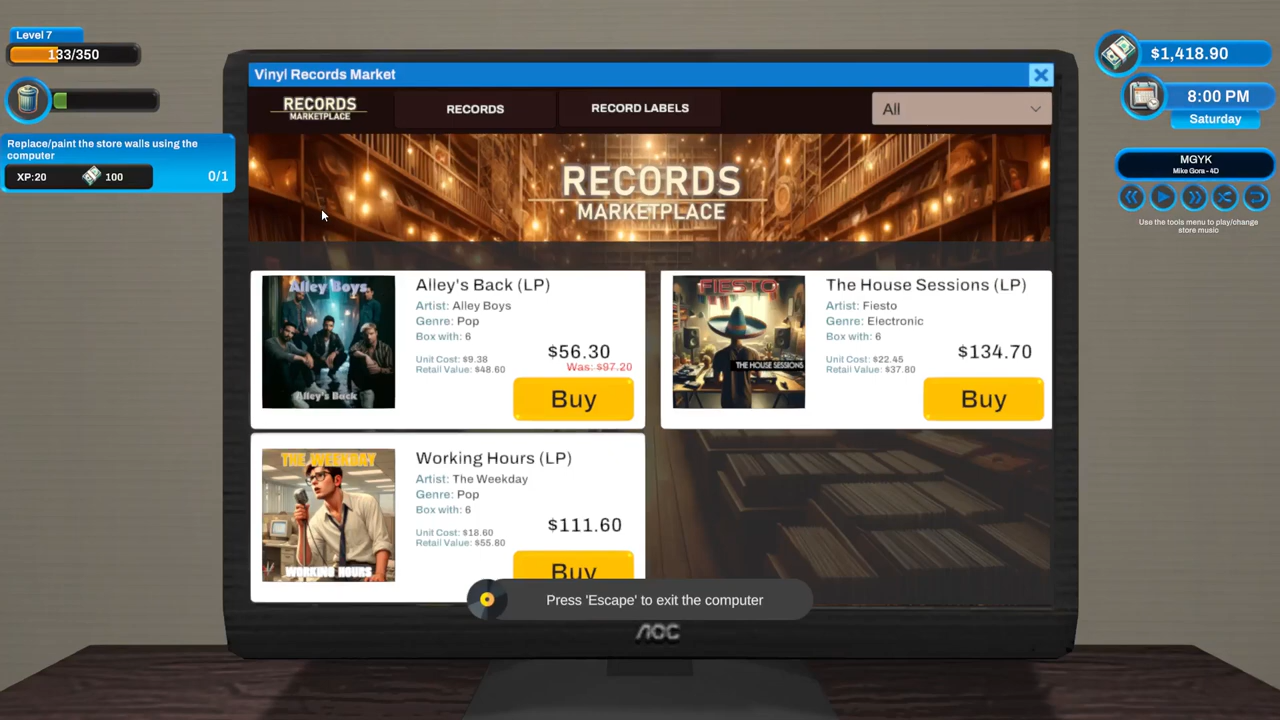 Level 7
133/350
Replace/paint the store walls using the
computer
XP:20
100
0/1
$1,418.90
8:00 PM
Saturday
MGYK
Mike Gora - 4D
Use the tools menu to play/change
store music
Vinyl Records Market
RECORDS
MARKETPLACE
RECORDS
RECORD LABELS
All
RECORDS
MARKETPLACE
Alley Boys
Alley's Back
Alley's Back (LP)
Artist: Alley Boys
Genre: Pop
Box with: 6
Unit Cost: $9.38
Retail Value: $48.60
$56.30
Was: $97.20
Buy
FIESTO
THE HOUSE SESSIONS
The House Sessions (LP)
Artist: Fiesto
Genre: Electronic
Box with: 6
Unit Cost: $22.45
Retail Value: $37.80
$134.70
Buy
THE WEEKDAY
WORKING HOURS
Working Hours (LP)
Artist: The Weekday
Genre: Pop
Box with: 6
Unit Cost: $18.60
Retail Value: $55.80
$111.60
Buy
Press 'Escape' to exit the computer
AOC